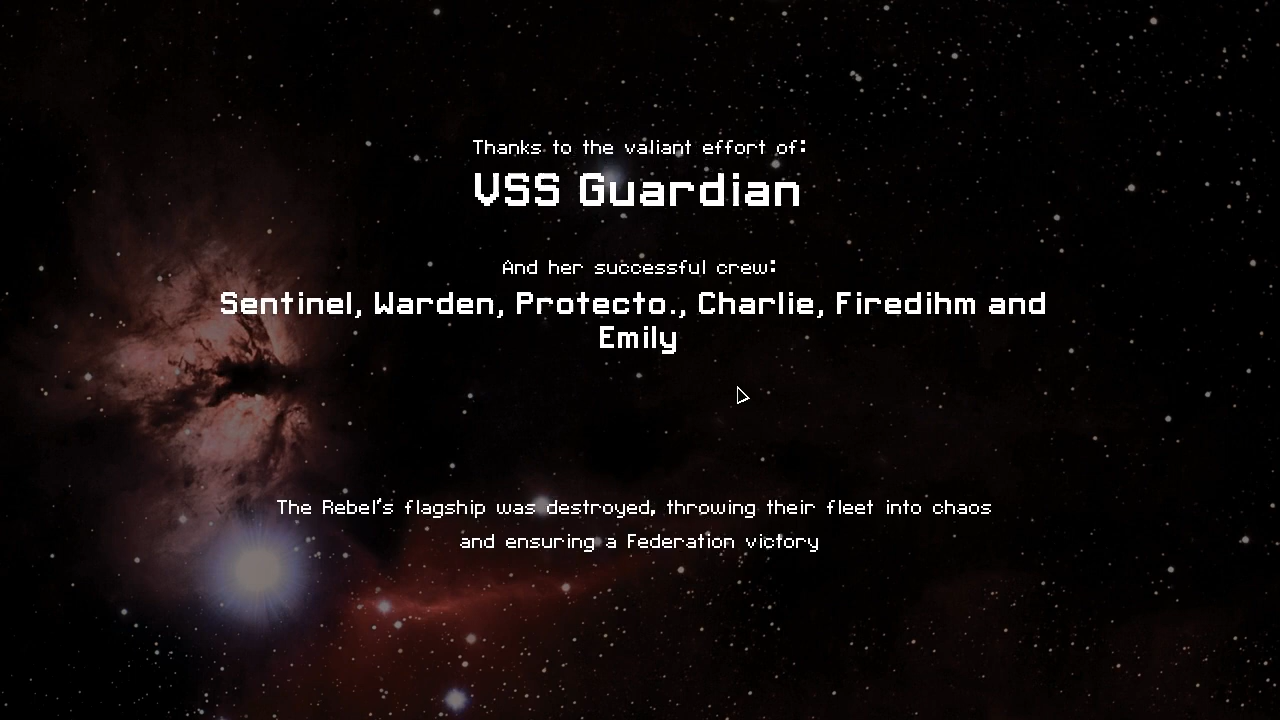 Thanks to the valiant effort of:
VSS Guardian
And her successful crew:
Sentinel, Warden, Protecto., Charlie, Firedihm and
Emily
The Rebel's flagship was destroyed, throwing their fleet into chaos
and ensuring a Federation victory